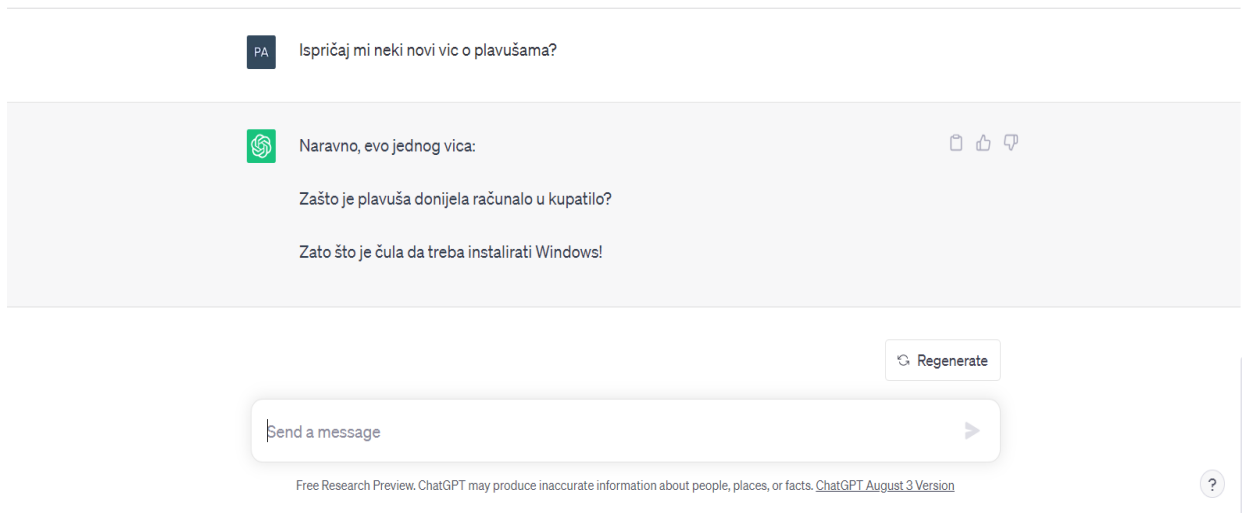 PA
Ispričaj mi neki novi vic o plavušama?
Naravno, evo jednog vica:
Zašto je plavuša donijela računalo u kupatilo?
Zato što je čula da treba instalirati Windows!
Regenerate
Send a message
Free Research Preview. ChatGPT may produce inaccurate information about people, places, or facts. ChatGPT August 3 Version
?